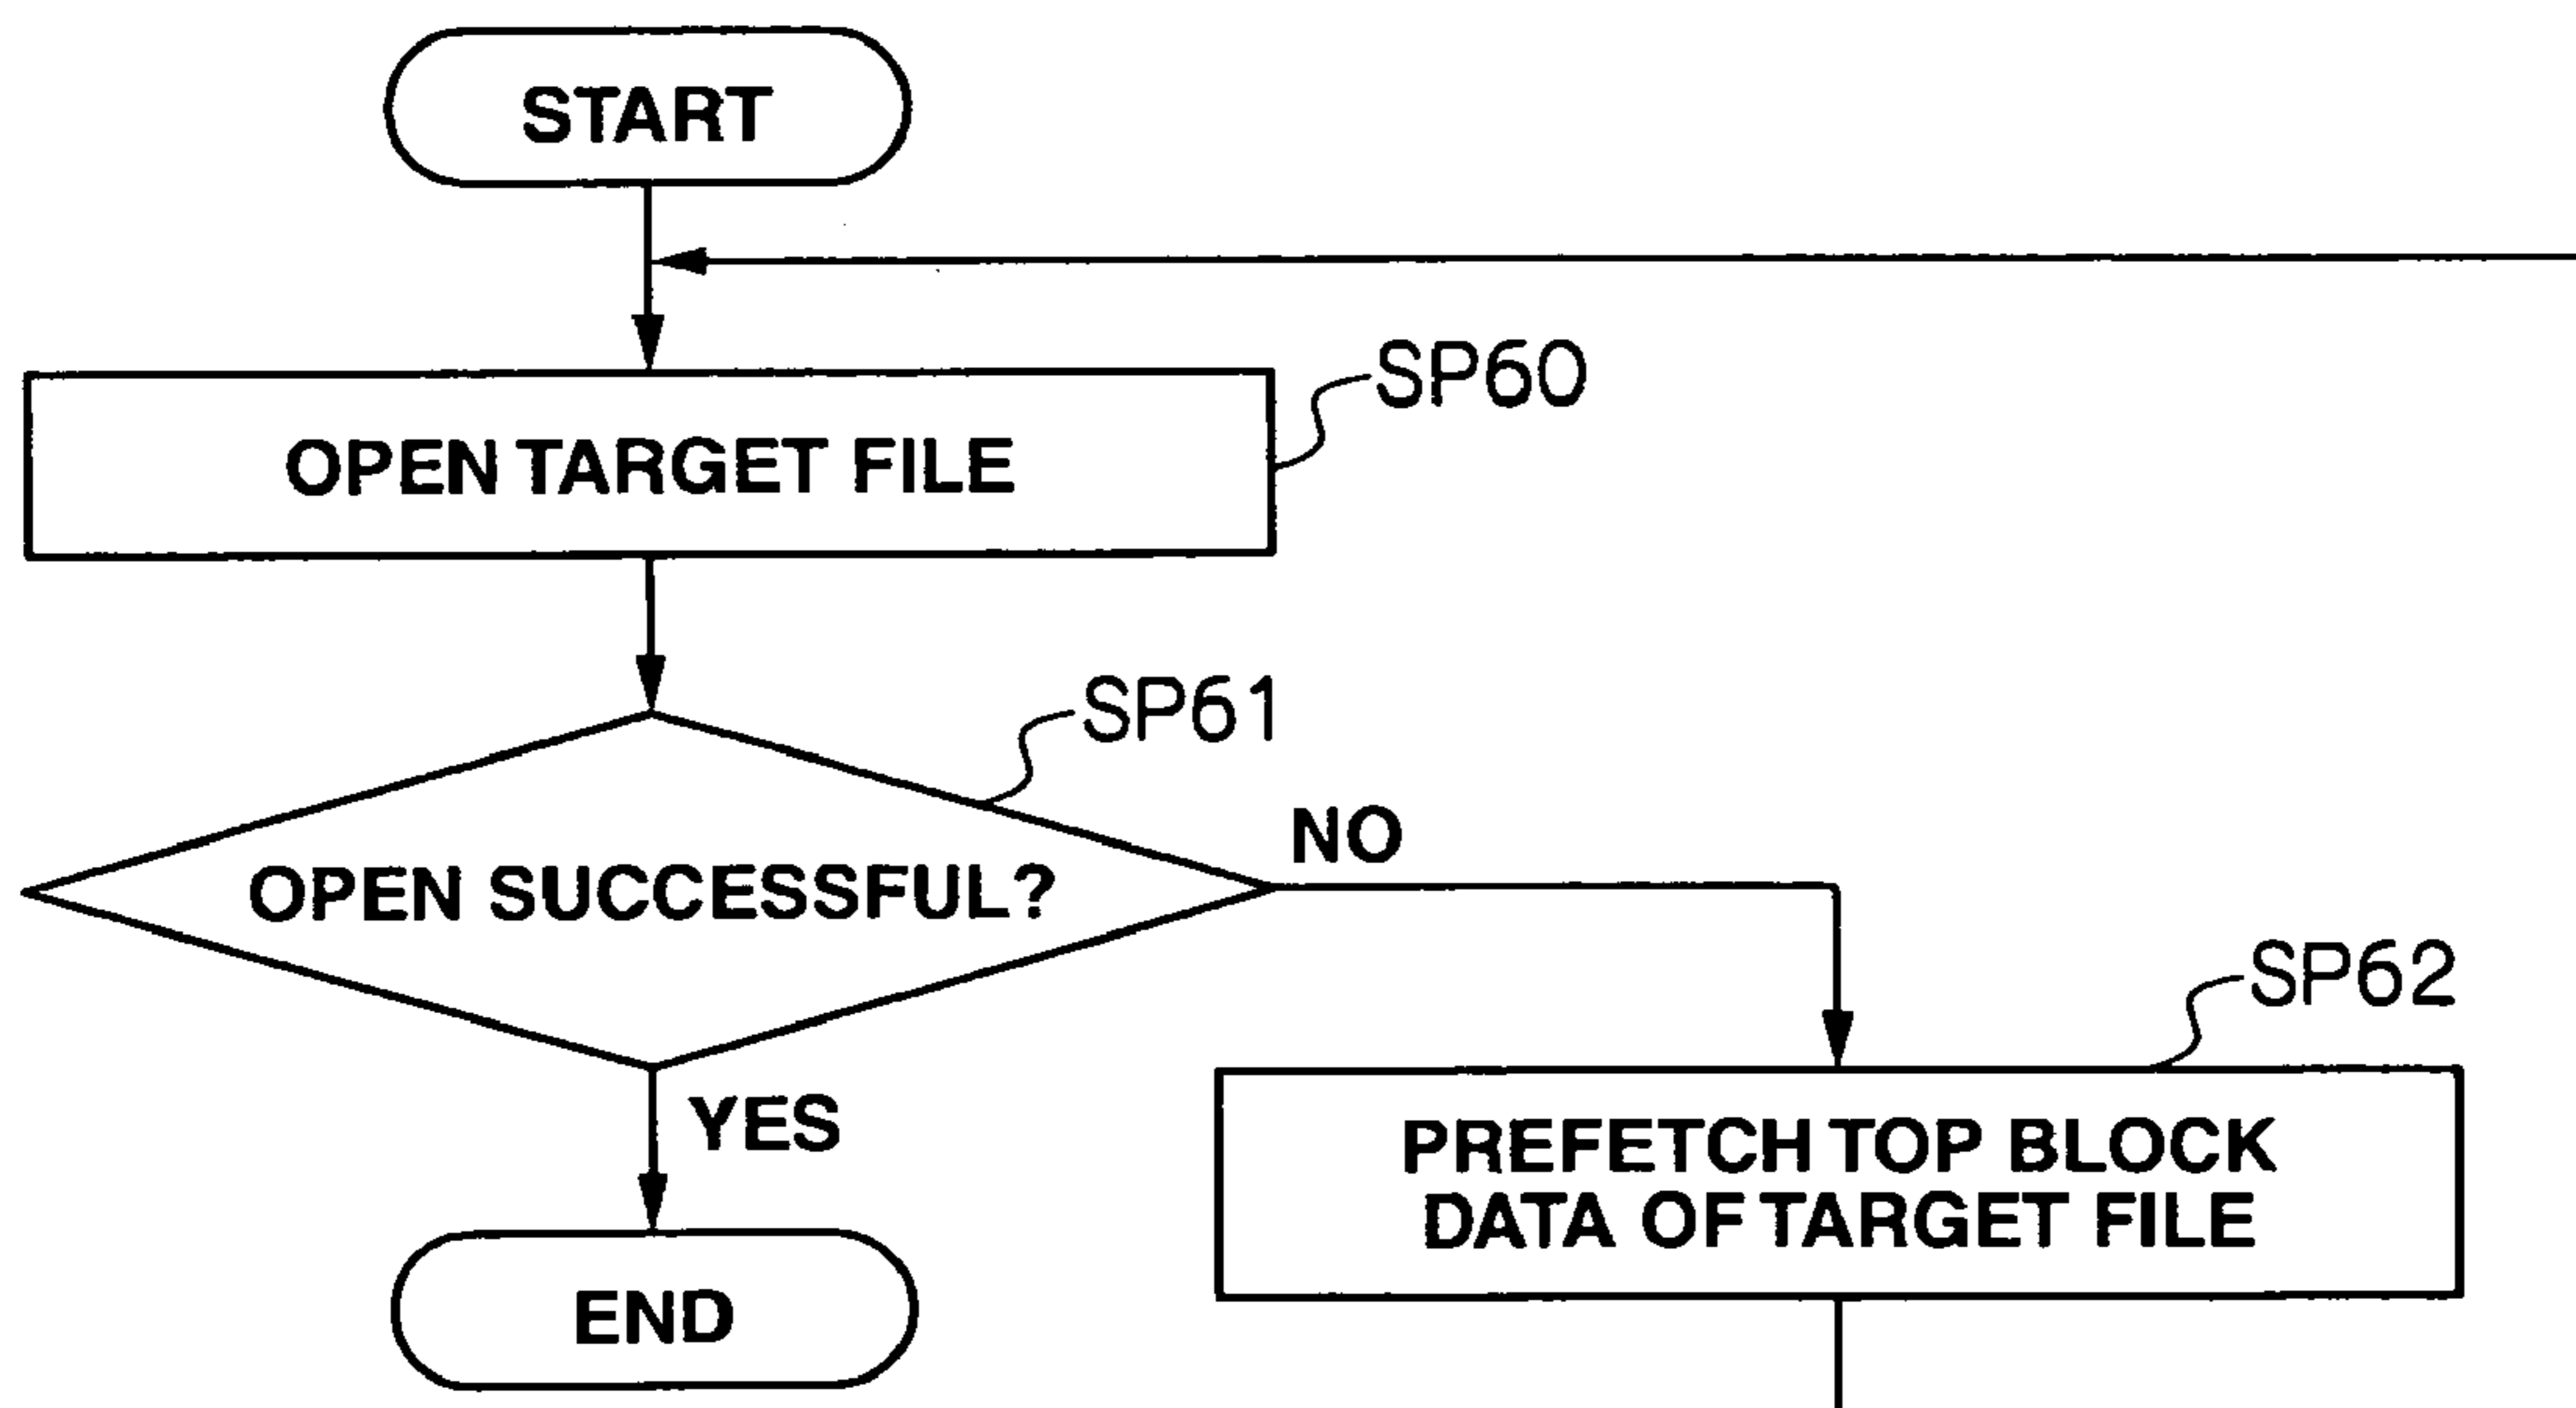 START
SP60
OPEN TARGET FILE
SP61
OPEN SUCCESSFUL?
NO
YES
SP62
PREFETCH TOP BLOCK
DATA OF TARGET FILE
END